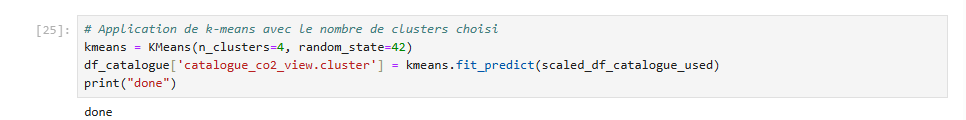 [25]: # Application de k-means avec le nombre de clusters choisi
kmeans = KMeans(n_clusters=4, random_state=42)
df_catalogue['catalogue_co2_view.cluster'] = kmeans.fit_predict(scaled_df_catalogue_used)
print("done")
done